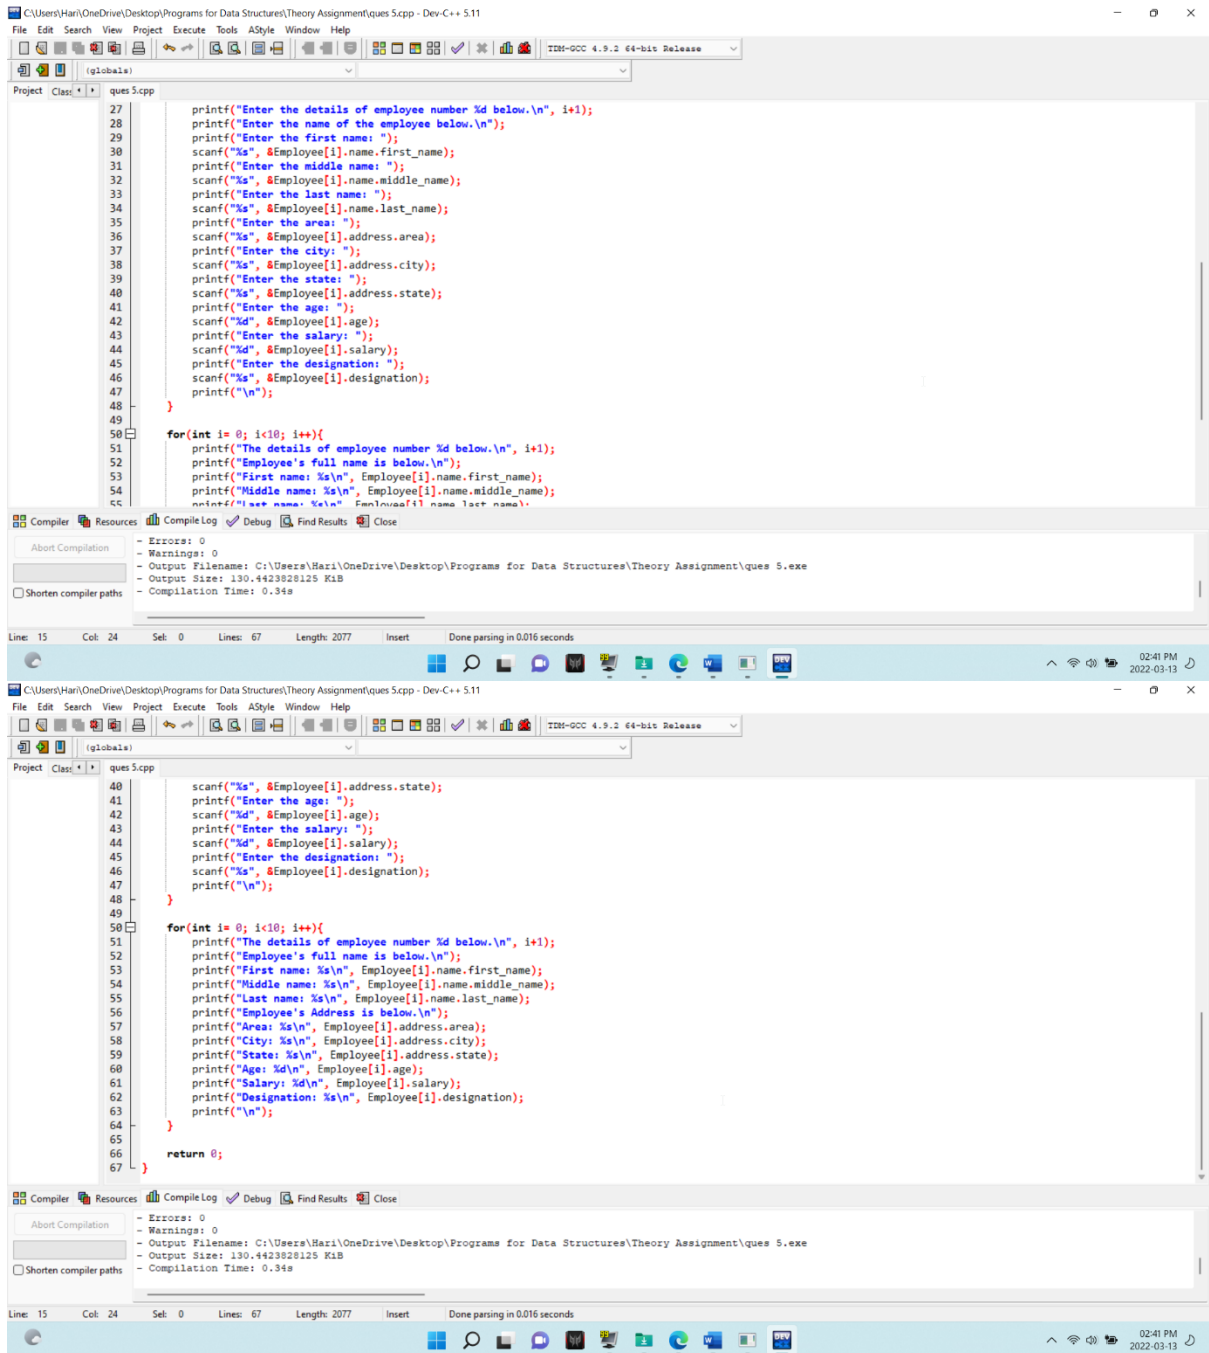 C:\Users\Hari\OneDrive\Desktop\Programs for Data Structures\Theory Assignment\ques 5.cpp - Dev-C++ 5.11
File Edit Search View Project Execute Tools AStyle Window Help
TDM-GCC 4.9.2 64-bit Release
(globals)
Project Clas: ques 5.cpp
27 printf("Enter the details of employee number %d below.\n", i+1);
28 printf("Enter the name of the employee below.\n");
29 printf("Enter the first name: ");
30 scanf("%s", &Employee[i].name.first_name);
31 printf("Enter the middle name: ");
32 scanf("%s", &Employee[i].name.middle_name);
33 printf("Enter the last name: ");
34 scanf("%s", &Employee[i].name.last_name);
35 printf("Enter the area: ");
36 scanf("%s", &Employee[i].address.area);
37 printf("Enter the city: ");
38 scanf("%s", &Employee[i].address.city);
39 printf("Enter the state: ");
40 scanf("%s", &Employee[i].address.state);
41 printf("Enter the age: ");
42 scanf("%d", &Employee[i].age);
43 printf("Enter the salary: ");
44 scanf("%d", &Employee[i].salary);
45 printf("Enter the designation: ");
46 scanf("%s", &Employee[i].designation);
47 printf("\n");
48 }
49
50 for(int i= 0; i<10; i++){
51 printf("The details of employee number %d below.\n", i+1);
52 printf("Employee's full name is below.\n");
53 printf("First name: %s\n", Employee[i].name.first_name);
54 printf("Middle name: %s\n", Employee[i].name.middle_name);
55 printf("Last name: %s\n", Employee[i].name.last_name);
Compiler Resources Compile Log Debug Find Results Close
Abort Compilation
Shorten compiler paths
- Errors: 0
- Warnings: 0
- Output Filename: C:\Users\Hari\OneDrive\Desktop\Programs for Data Structures\Theory Assignment\ques 5.exe
- Output Size: 130.4423828125 KiB
- Compilation Time: 0.34s
Line: 15 Col: 24 Sel: 0 Lines: 67 Length: 2077 Insert Done parsing in 0.016 seconds
DEV
02:41 PM
2022-03-13
C:\Users\Hari\OneDrive\Desktop\Programs for Data Structures\Theory Assignment\ques 5.cpp - Dev-C++ 5.11
File Edit Search View Project Execute Tools AStyle Window Help
TDM-GCC 4.9.2 64-bit Release
(globals)
Project Clas: ques 5.cpp
40 scanf("%s", &Employee[i].address.state);
41 printf("Enter the age: ");
42 scanf("%d", &Employee[i].age);
43 printf("Enter the salary: ");
44 scanf("%d", &Employee[i].salary);
45 printf("Enter the designation: ");
46 scanf("%s", &Employee[i].designation);
47 printf("\n");
48 }
49
50 for(int i= 0; i<10; i++){
51 printf("The details of employee number %d below.\n", i+1);
52 printf("Employee's full name is below.\n");
53 printf("First name: %s\n", Employee[i].name.first_name);
54 printf("Middle name: %s\n", Employee[i].name.middle_name);
55 printf("Last name: %s\n", Employee[i].name.last_name);
56 printf("Employee's Address is below.\n");
57 printf("Area: %s\n", Employee[i].address.area);
58 printf("City: %s\n", Employee[i].address.city);
59 printf("State: %s\n", Employee[i].address.state);
60 printf("Age: %d\n", Employee[i].age);
61 printf("Salary: %d\n", Employee[i].salary);
62 printf("Designation: %s\n", Employee[i].designation);
63 printf("\n");
64 }
65
66 return 0;
67 }
Compiler Resources Compile Log Debug Find Results Close
Abort Compilation
Shorten compiler paths
- Errors: 0
- Warnings: 0
- Output Filename: C:\Users\Hari\OneDrive\Desktop\Programs for Data Structures\Theory Assignment\ques 5.exe
- Output Size: 130.4423828125 KiB
- Compilation Time: 0.34s
Line: 15 Col: 24 Sel: 0 Lines: 67 Length: 2077 Insert Done parsing in 0.016 seconds
DEV
02:41 PM
2022-03-13